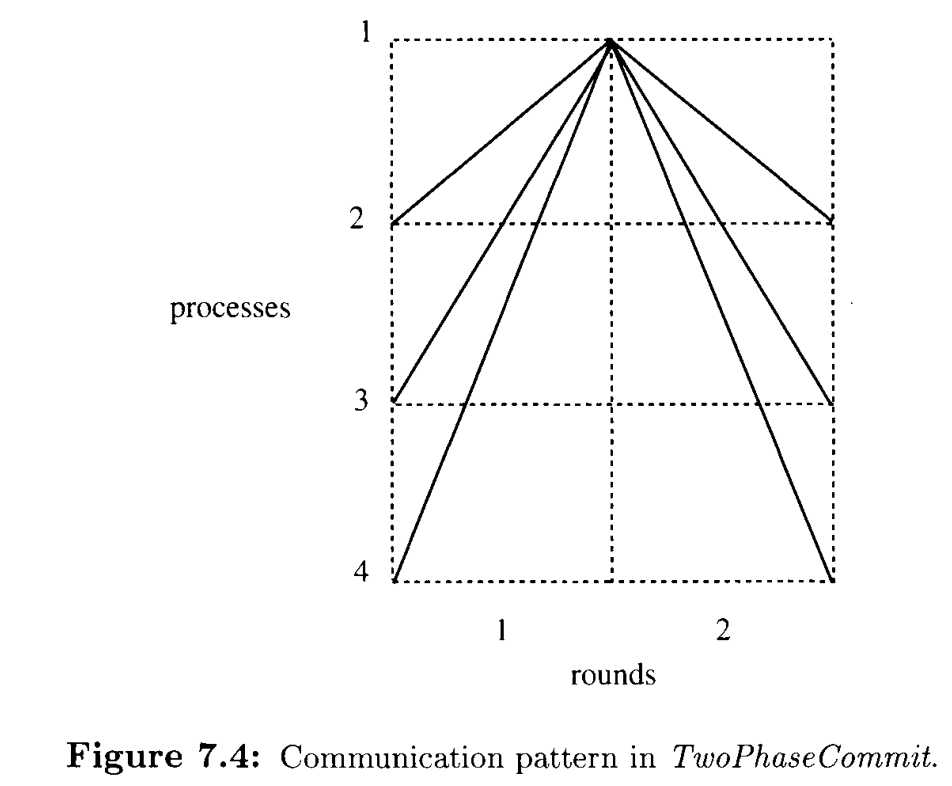 1
2
processes
3
4
1 2
rounds
Figure 7.4: Communication pattern in TwoPhaseCommit.